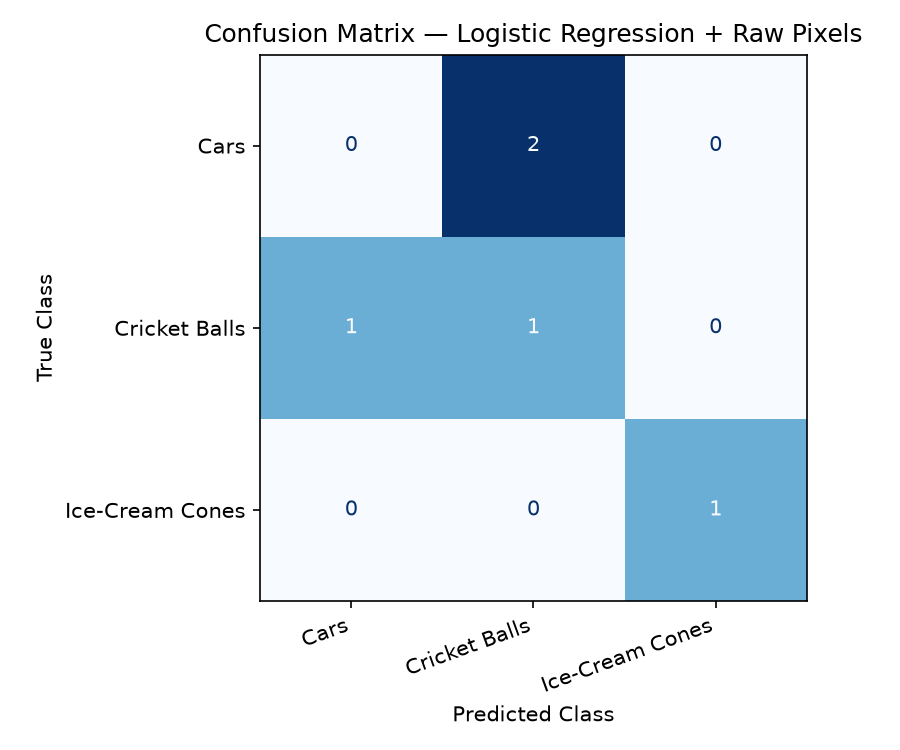 Confusion Matrix — Logistic Regression + Raw Pixels
True Class
Cars 0 2 0
Cricket Balls 1 1 0
Ice-Cream Cones 0 0 1
Cars Cricket Balls Ice-Cream Cones
Predicted Class